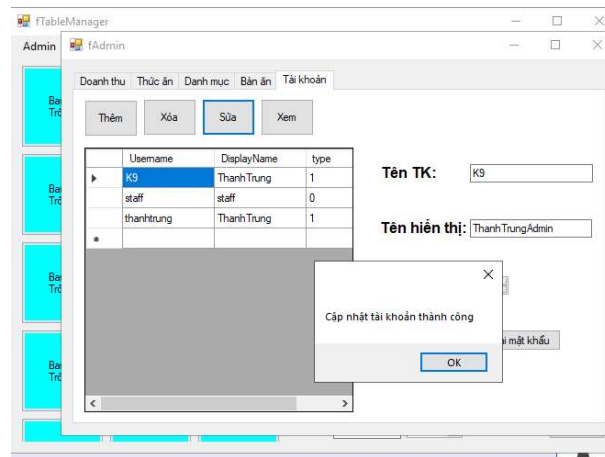 fTableManager
Admin
fAdmin
Doanh thu Thức ăn Danh mục Bàn ăn Tài khoản
Thêm Xóa Sửa Xem
Username DisplayName type
K9 ThanhTrung 1
staff staff 0
thanhtrung ThanhTrung 1
Tên TK: K9
Tên hiển thị: ThanhTrungAdmin
Cập nhật tài khoản thành công
OK
mật khẩu